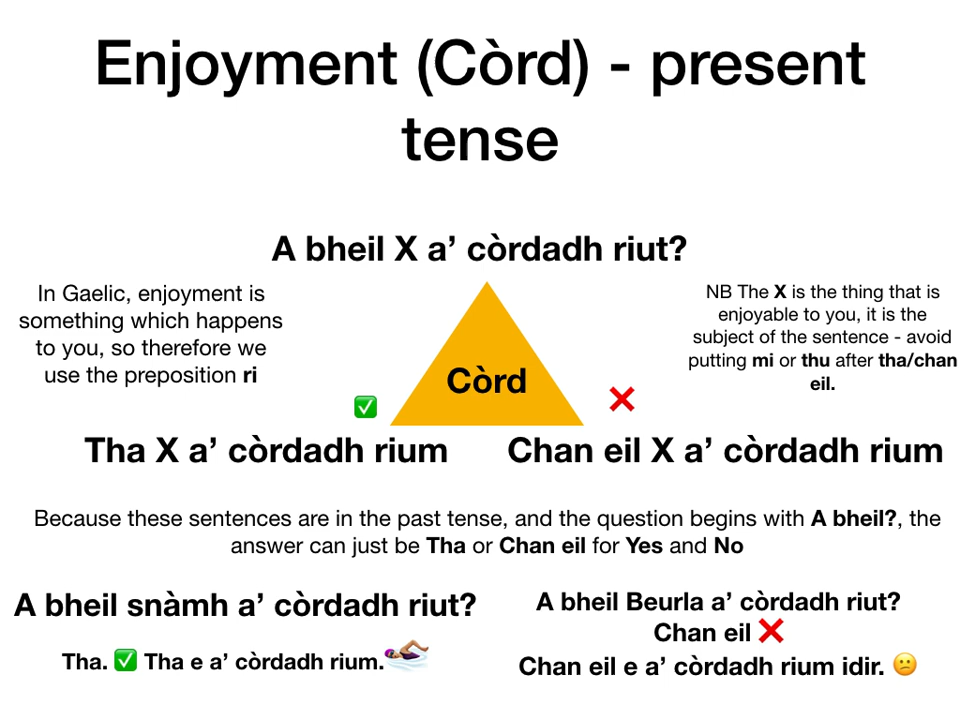 Enjoyment (Còrd) - present
tense
A bheil X a’ còrdadh riut?
In Gaelic, enjoyment is
something which happens
to you, so therefore we
use the preposition ri
NB The X is the thing that is
enjoyable to you, it is the
subject of the sentence - avoid
putting mi or thu after tha/chan
eil.
Còrd
Tha X a’ còrdadh rium
Chan eil X a’ còrdadh rium
Because these sentences are in the past tense, and the question begins with A bheil?, the
answer can just be Tha or Chan eil for Yes and No
A bheil snàmh a’ còrdadh riut?
Tha. ✅ Tha e a’ còrdadh rium.
A bheil Beurla a’ còrdadh riut?
Chan eil ❌
Chan eil e a’ còrdadh rium idir. 😕